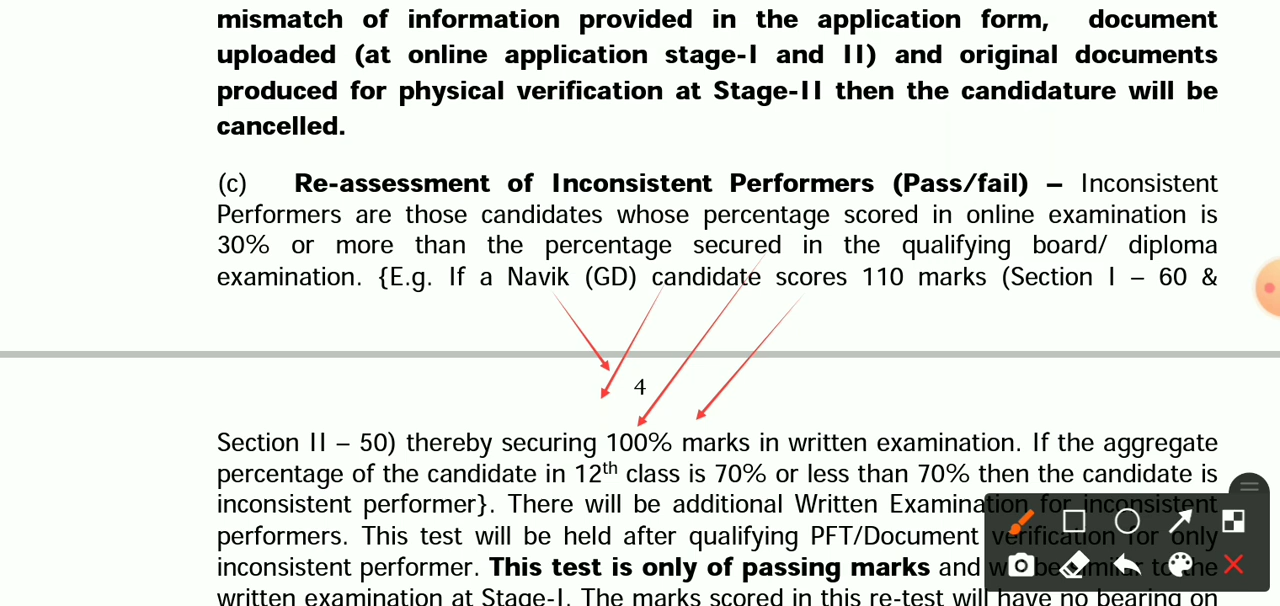 mismatch of information provided in the application form, document
uploaded (at online application stage-I and II) and original documents
produced for physical verification at Stage-II then the candidature will be
cancelled.
(c) Re-assessment of Inconsistent Performers (Pass/fail) – Inconsistent
Performers are those candidates whose percentage scored in online examination is
30% or more than the percentage secured in the qualifying board/ diploma
examination. {E.g. If a Navik (GD) candidate scores 110 marks (Section I – 60 &
4
Section II – 50) thereby securing 100% marks in written examination. If the aggregate
percentage of the candidate in 12th class is 70% or less than 70% then the candidate is
inconsistent performer}. There will be additional Written Examination for inconsistent
performers. This test will be held after qualifying PFT/Document verification for only
inconsistent performer. This test is only of passing marks and will be similar to the
written examination at Stage-I. The marks scored in this re-test will have no bearing on